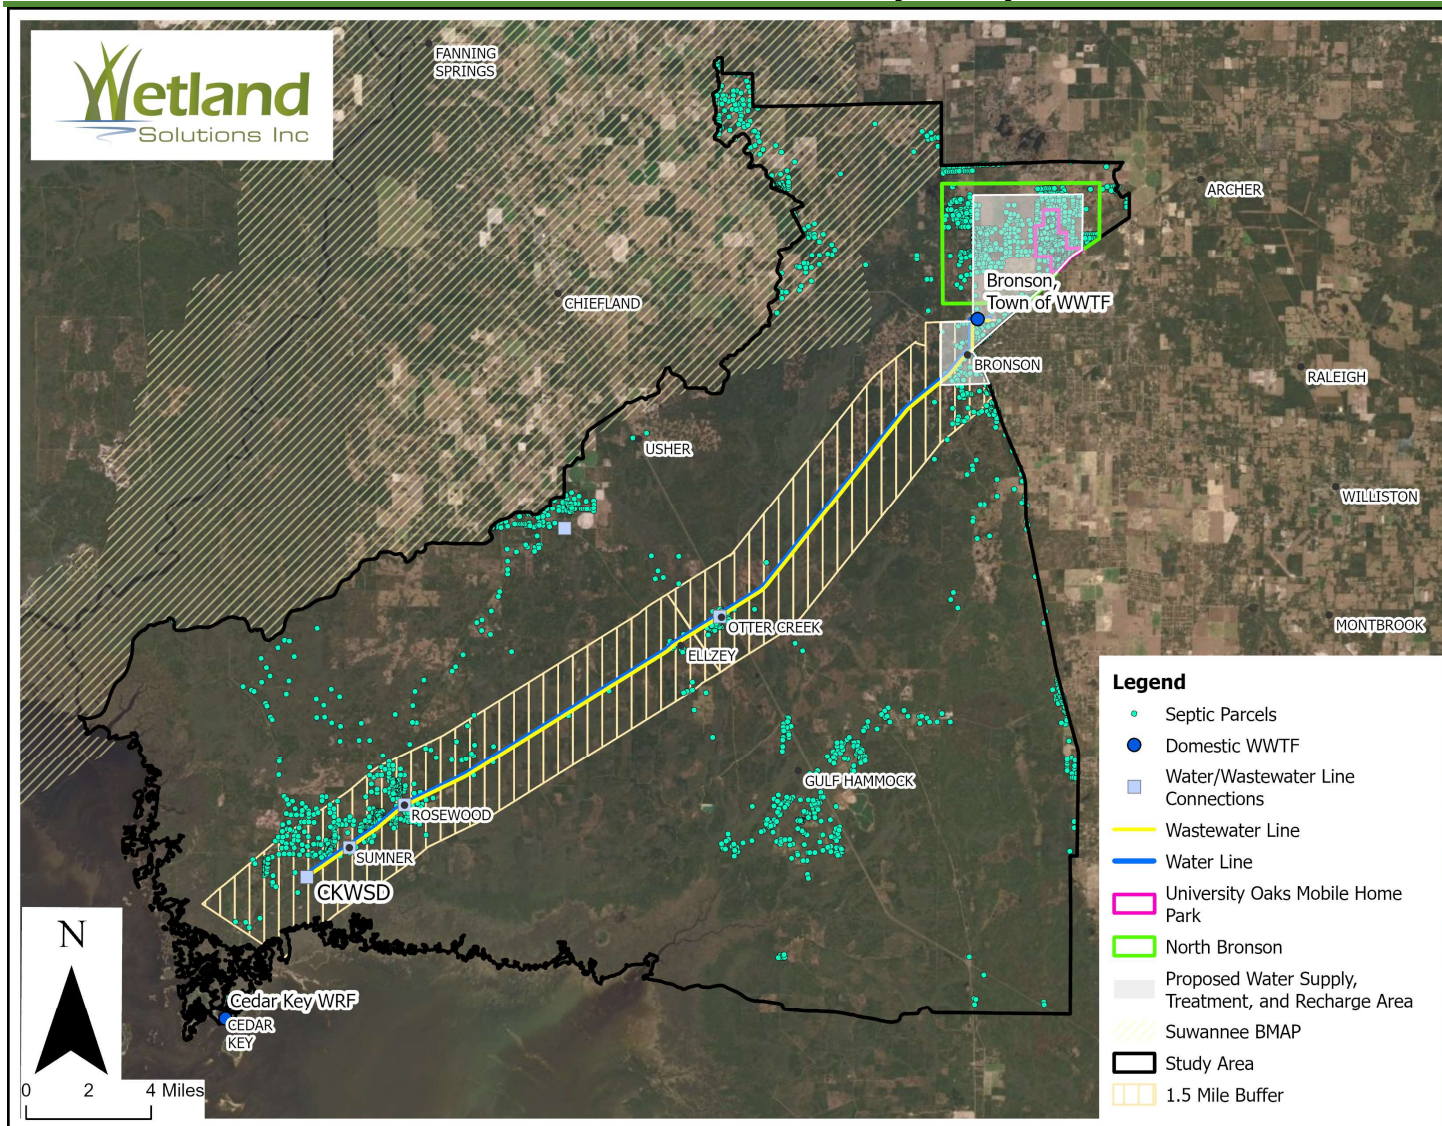 Wetland
Solutions Inc
FANNING
SPRINGS
ARCHER
CHIEFLAND
Bronson,
Town of WWTF
BRONSON
RALEIGH
USHER
WILLISTON
OTTER CREEK
MONTBROOK
ELLZEY
GULF HAMMOCK
ROSEWOOD
SUMNER
CKWSD
Cedar Key WRF
CEDAR
KEY
N
0 2 4 Miles
Legend
Septic Parcels
Domestic WWTF
Water/Wastewater Line
Connections
Wastewater Line
Water Line
University Oaks Mobile Home
Park
North Bronson
Proposed Water Supply,
Treatment, and Recharge Area
Suwannee BMAP
Study Area
1.5 Mile Buffer